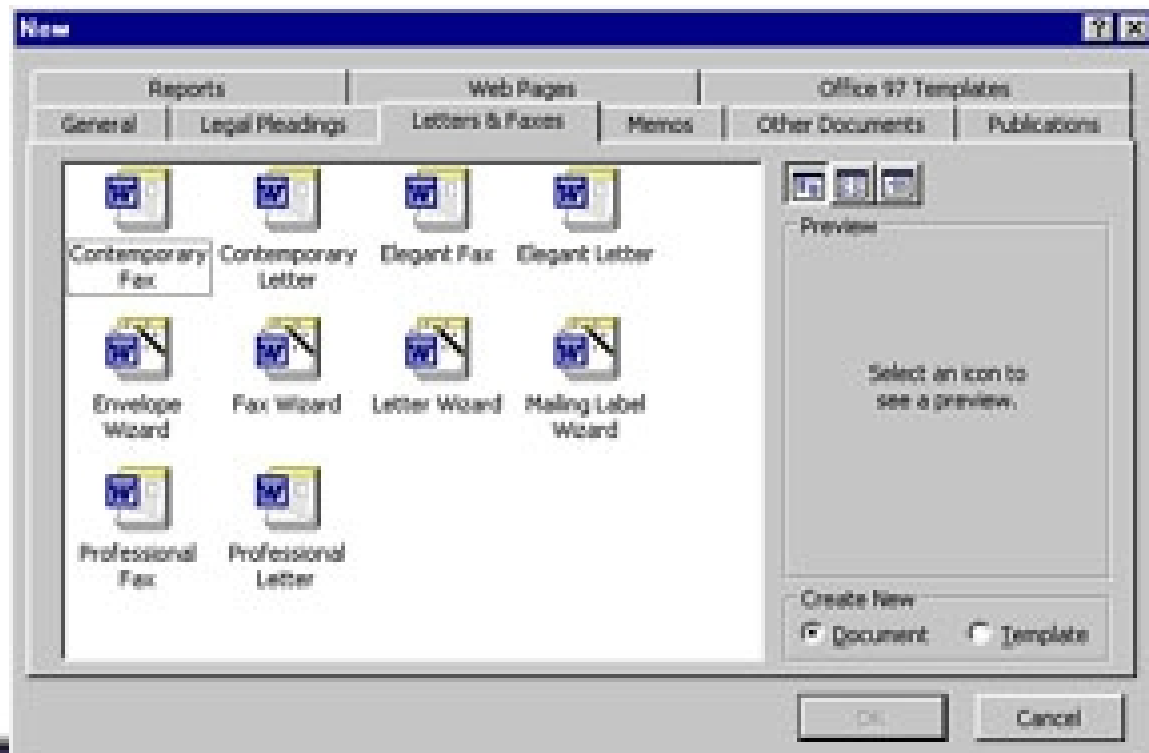 New
Reports Web Pages Office 97 Templates
General Legal Pleadings Letters & Faxes Memos Other Documents Publications
Contemporary Fax
Contemporary Letter
Elegant Fax
Elegant Letter
Envelope Wizard
Fax Wizard
Letter Wizard
Mailing Label Wizard
Professional Fax
Professional Letter
Preview
Select an icon to
see a preview.
Create New
Document Template
OK Cancel